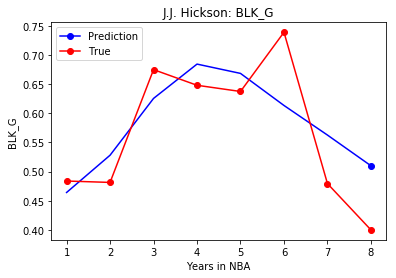 J.J. Hickson: BLK_G
Prediction
True
BLK_G
0.75
0.70
0.65
0.60
0.55
0.50
0.45
0.40
1 2 3 4 5 6 7 8
Years in NBA